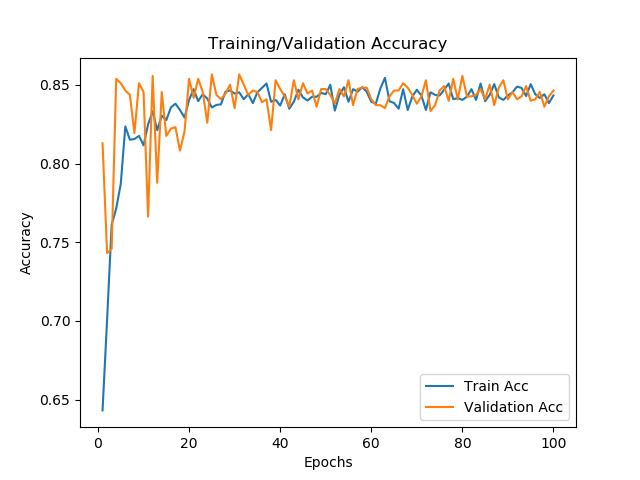 Training/Validation Accuracy
Accuracy
0.85
0.80
0.75
0.70
0.65
0 20 40 60 80 100
Epochs
Train Acc
Validation Acc